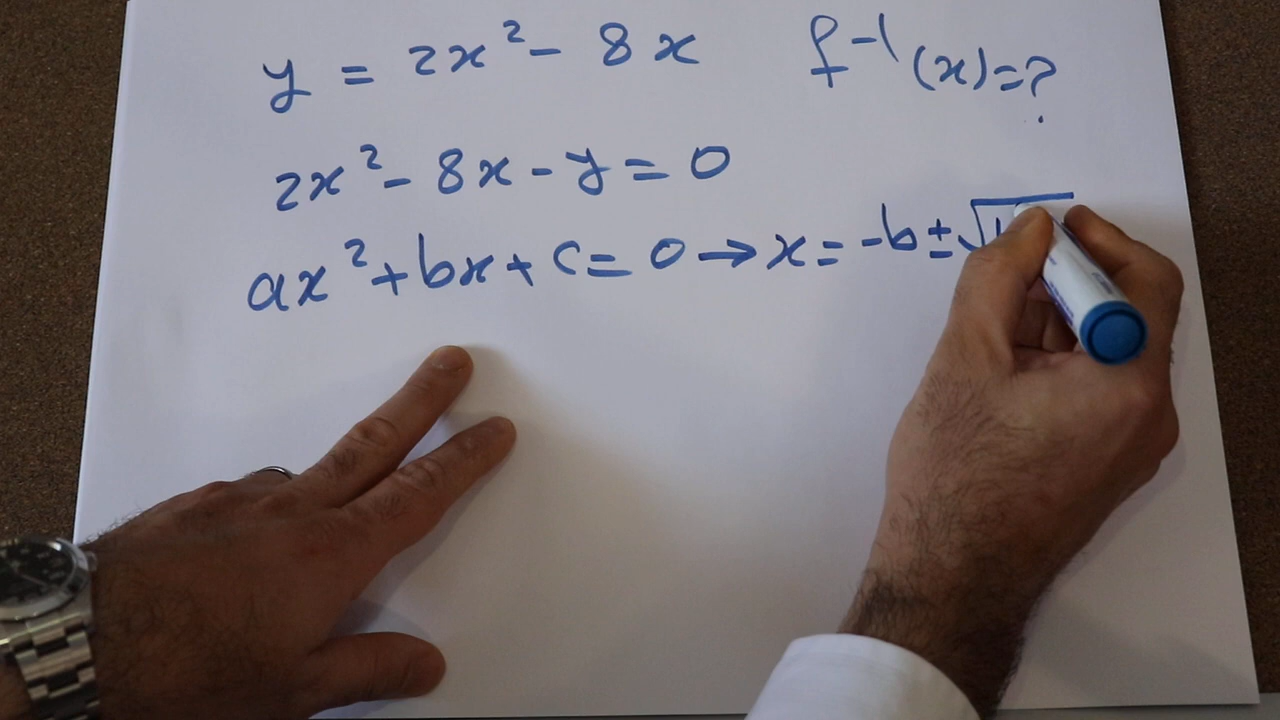 y = 2x² - 8x f⁻¹(x)=?
2x² - 8x - y = 0
ax² + bx + c = 0 → x = -b ± √